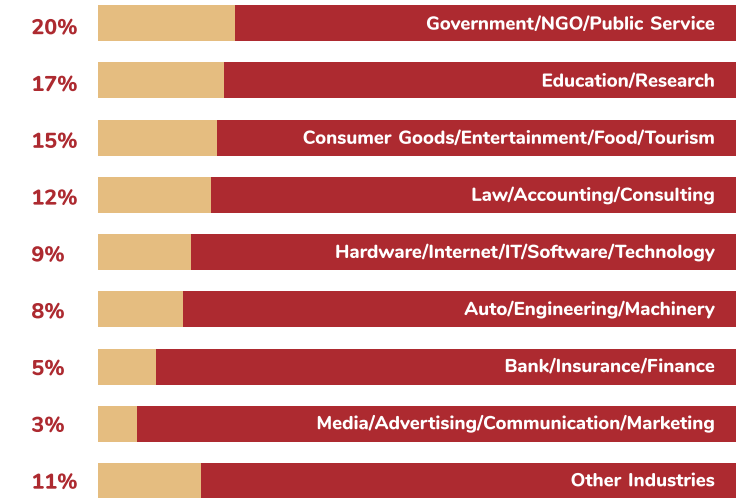 20% Government/NGO/Public Service
17% Education/Research
15% Consumer Goods/Entertainment/Food/Tourism
12% Law/Accounting/Consulting
9% Hardware/Internet/IT/Software/Technology
8% Auto/Engineering/Machinery
5% Bank/Insurance/Finance
3% Media/Advertising/Communication/Marketing
11% Other Industries